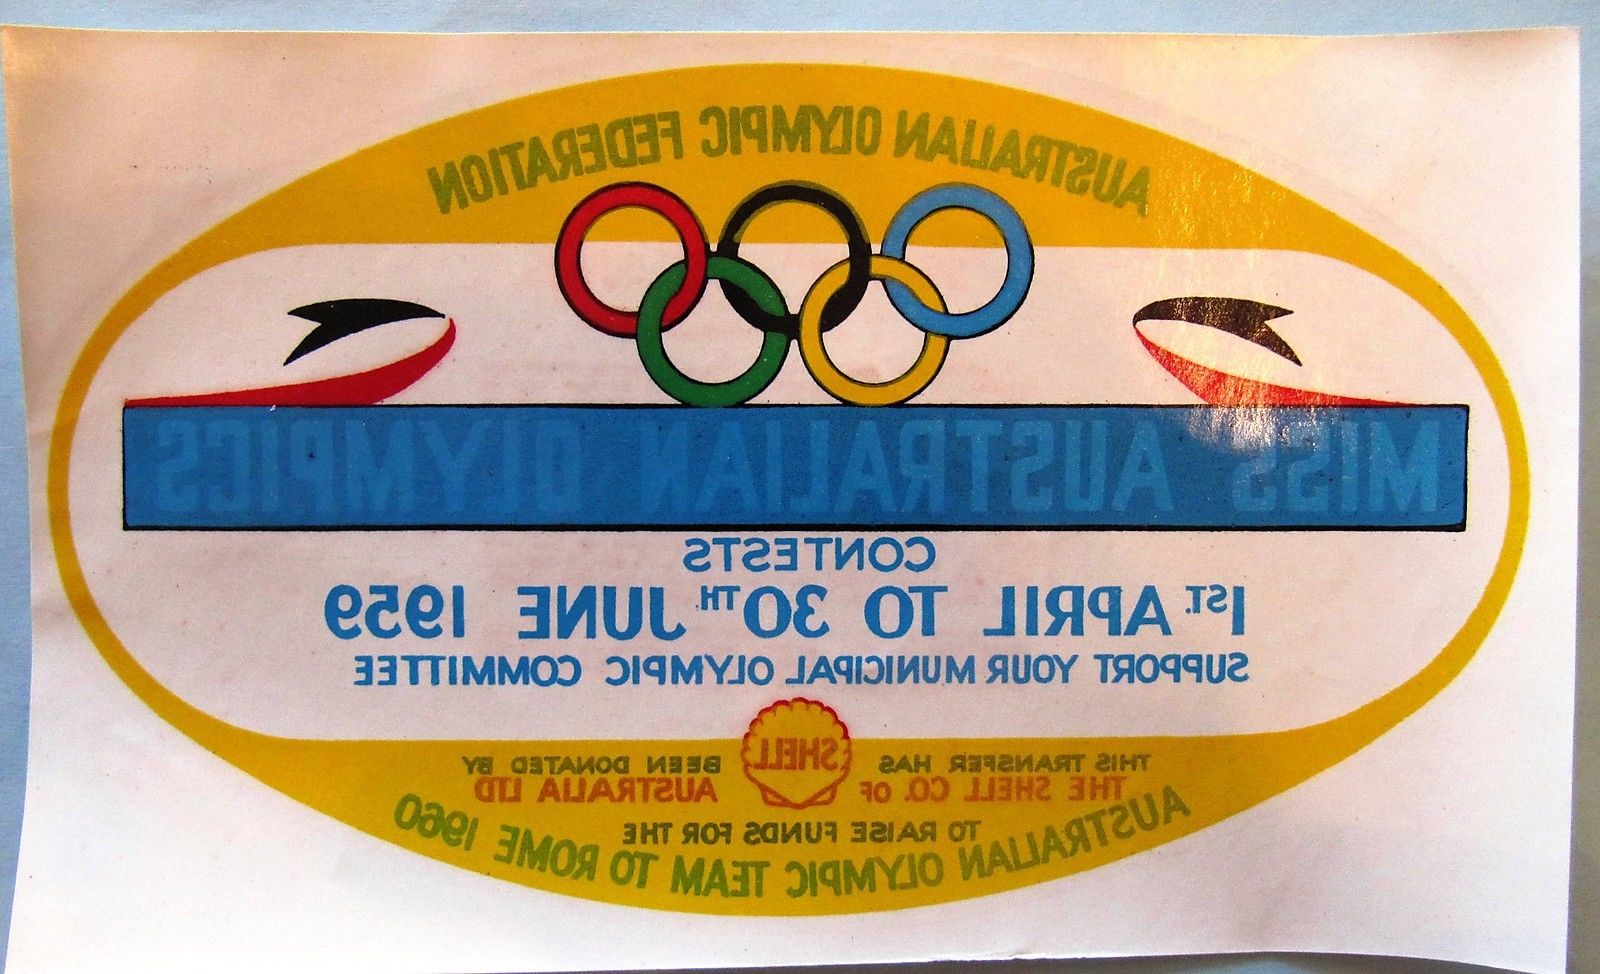 AUSTRALIAN OLYMPIC FEDERATION
MISS AUSTRALIAN OLYMPICS
CONTESTS
1ST. APRIL TO 30TH. JUNE 1959
SUPPORT YOUR MUNICIPAL OLYMPIC COMMITTEE
SHELL
THIS TRANSFER HAS BEEN DONATED BY
THE SHELL CO. OF AUSTRALIA LTD
TO RAISE FUNDS FOR THE
AUSTRALIAN OLYMPIC TEAM TO ROME 1960